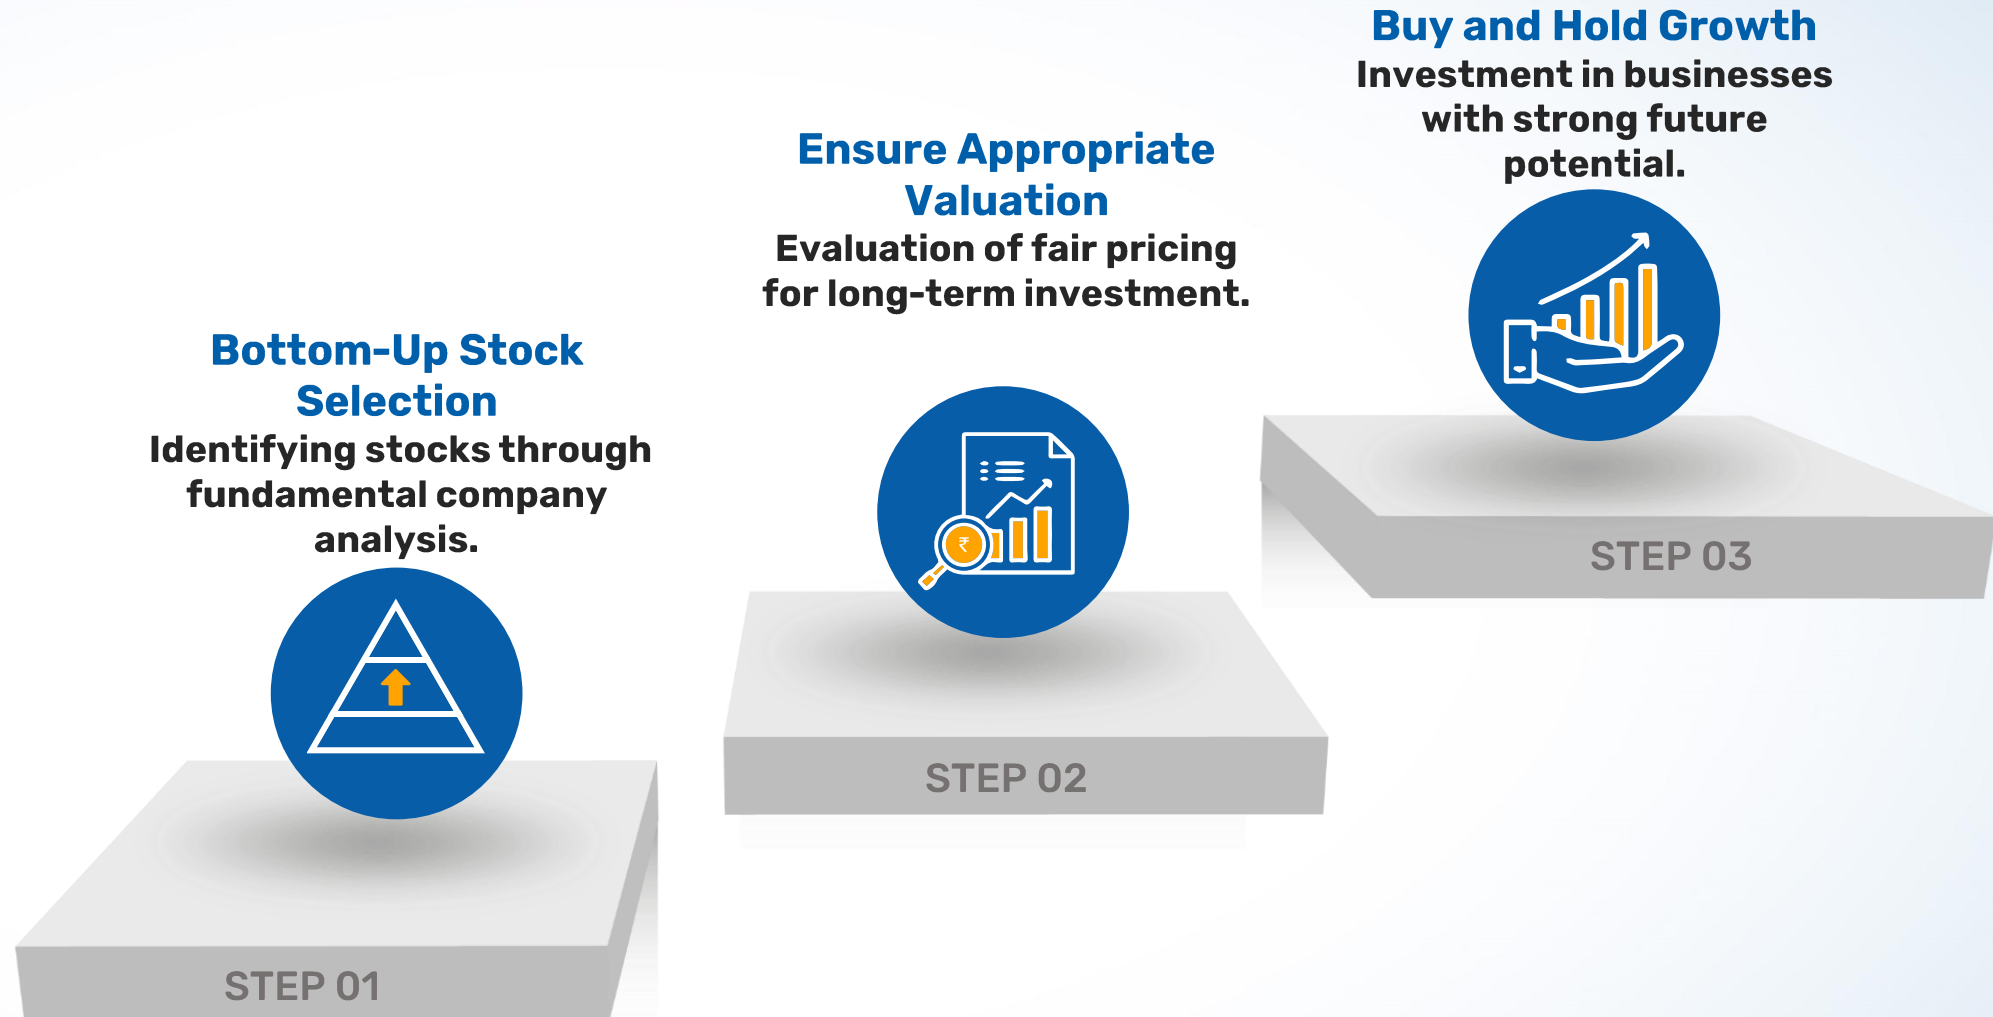 Bottom-Up Stock
Selection
Identifying stocks through
fundamental company
analysis.
STEP 01
Ensure Appropriate
Valuation
Evaluation of fair pricing
for long-term investment.
₹
STEP 02
Buy and Hold Growth
Investment in businesses
with strong future
potential.
STEP 03